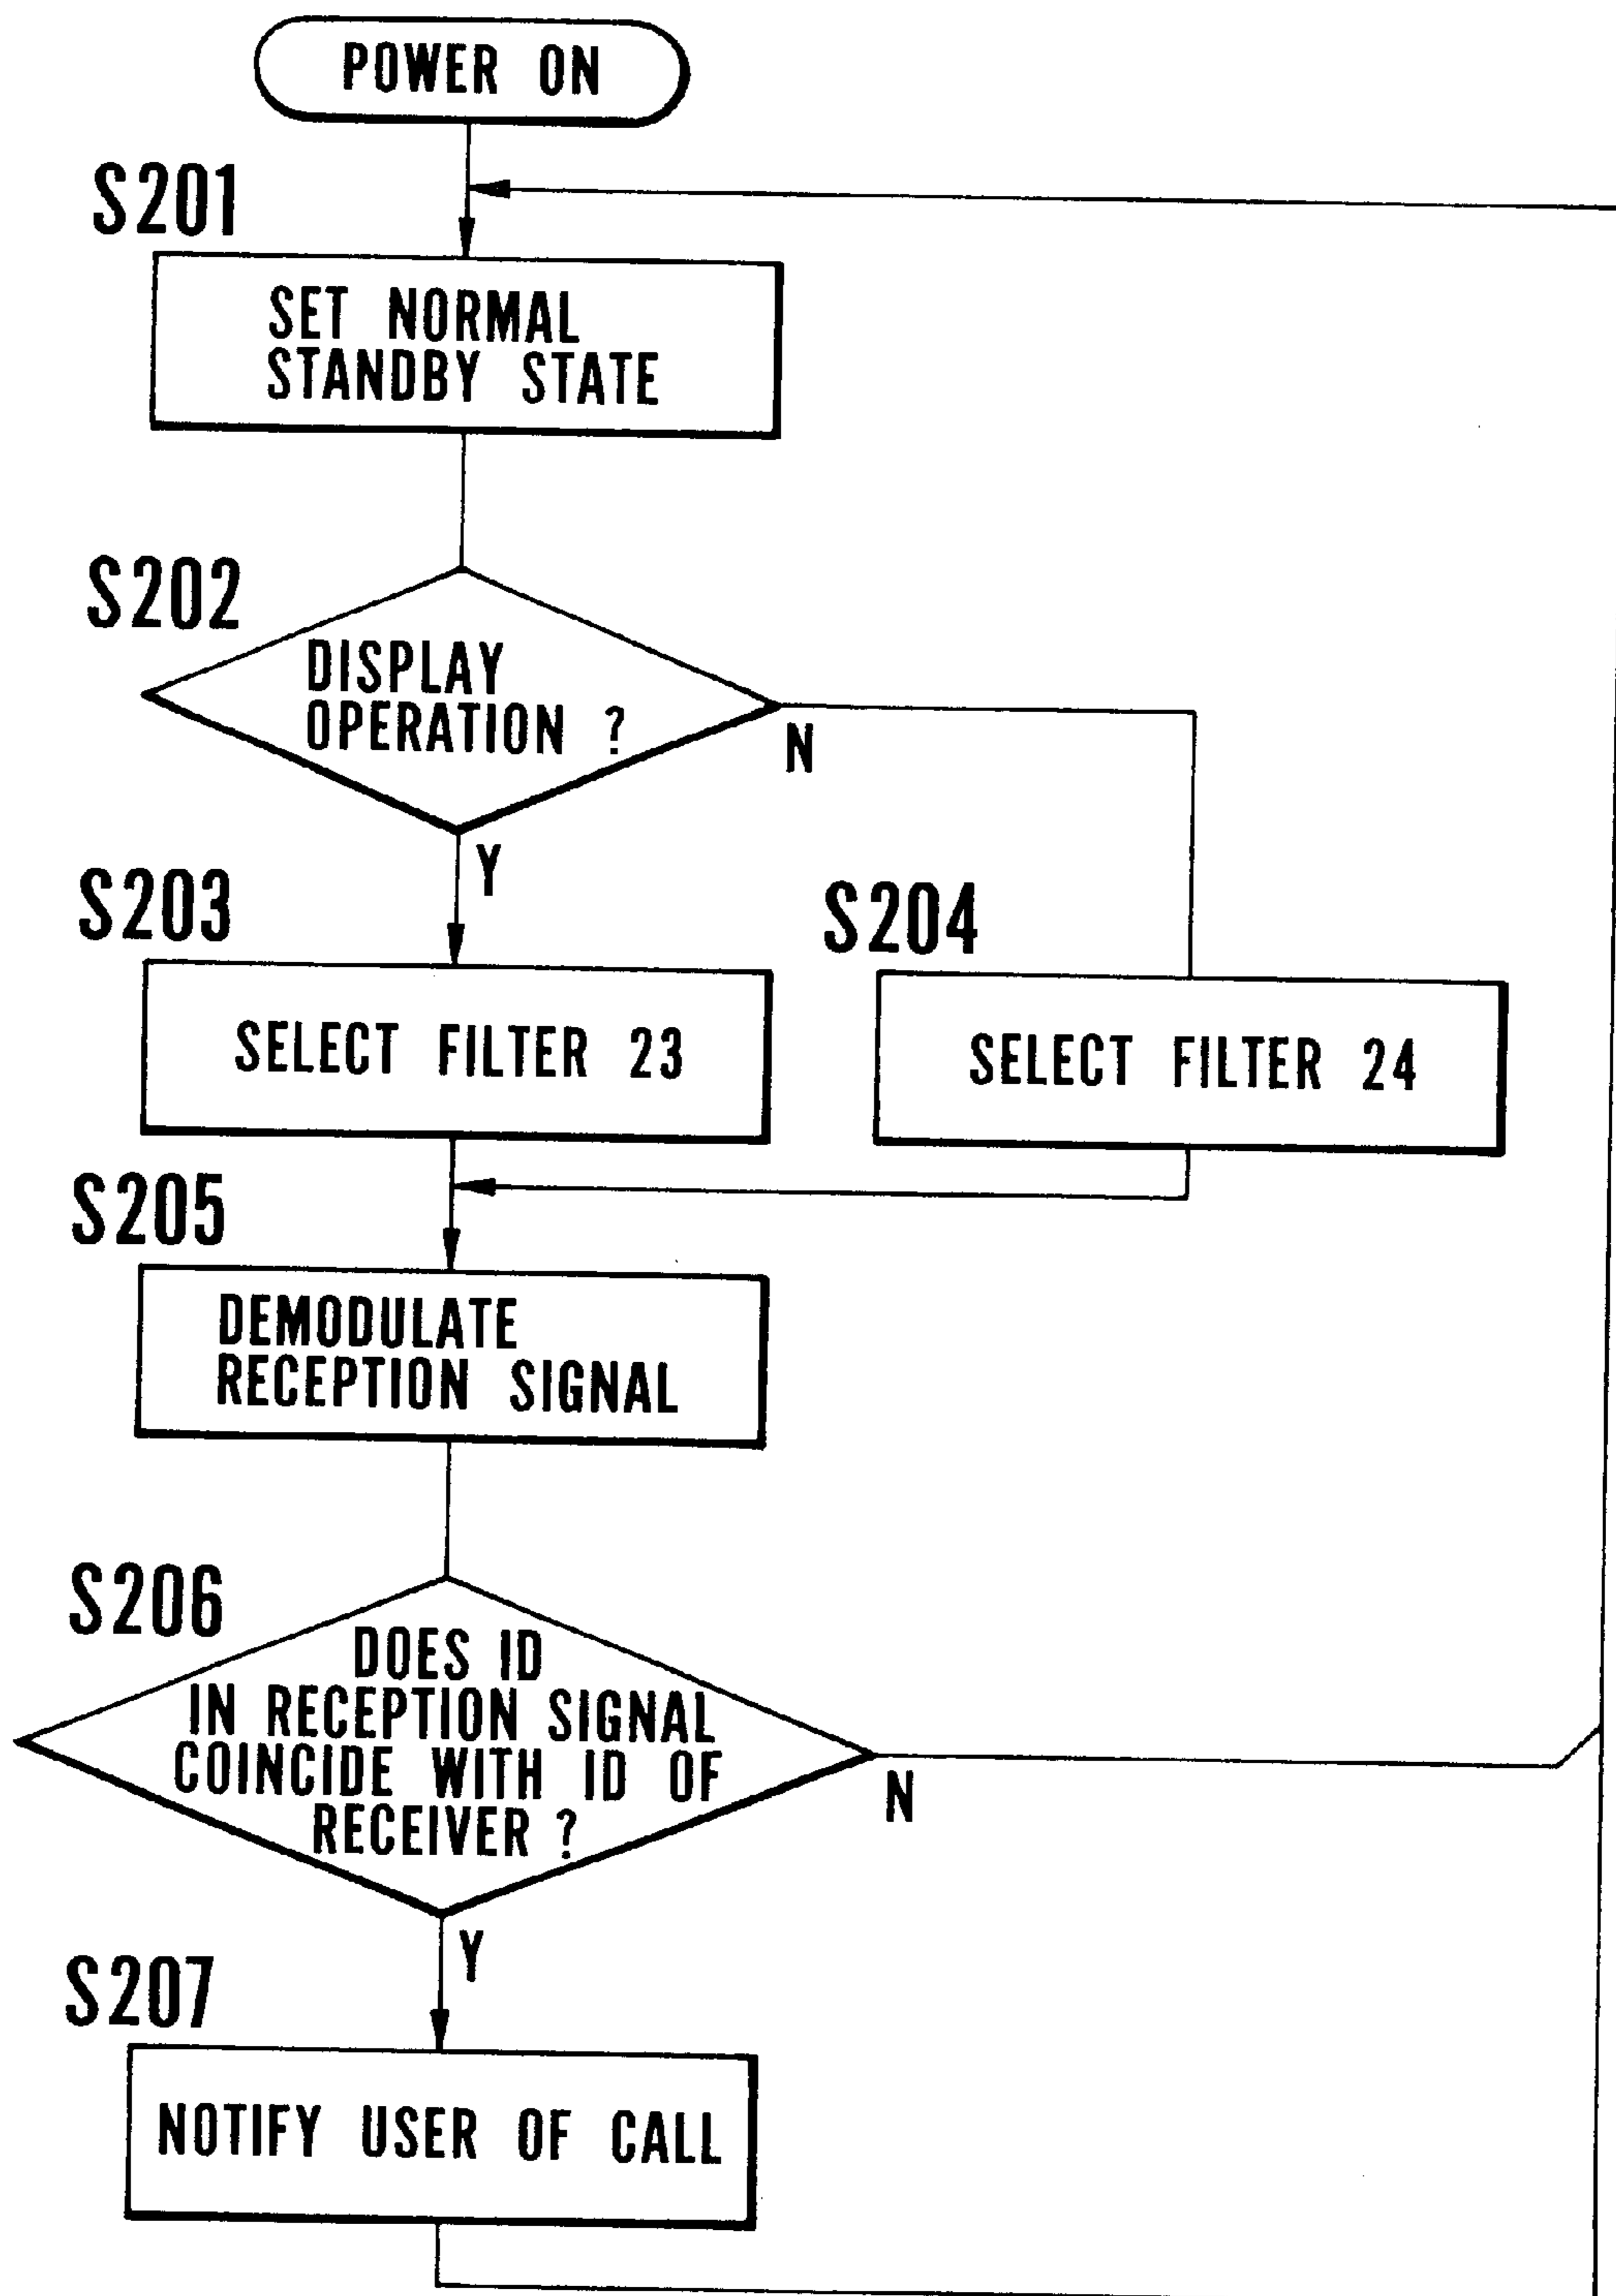 POWER ON
S201
SET NORMAL
STANDBY STATE
S202
DISPLAY
OPERATION ?
N
Y
S203
S204
SELECT FILTER 23
SELECT FILTER 24
S205
DEMODULATE
RECEPTION SIGNAL
S206
DOES ID
IN RECEPTION SIGNAL
COINCIDE WITH ID OF
RECEIVER ?
N
Y
S207
NOTIFY USER OF CALL